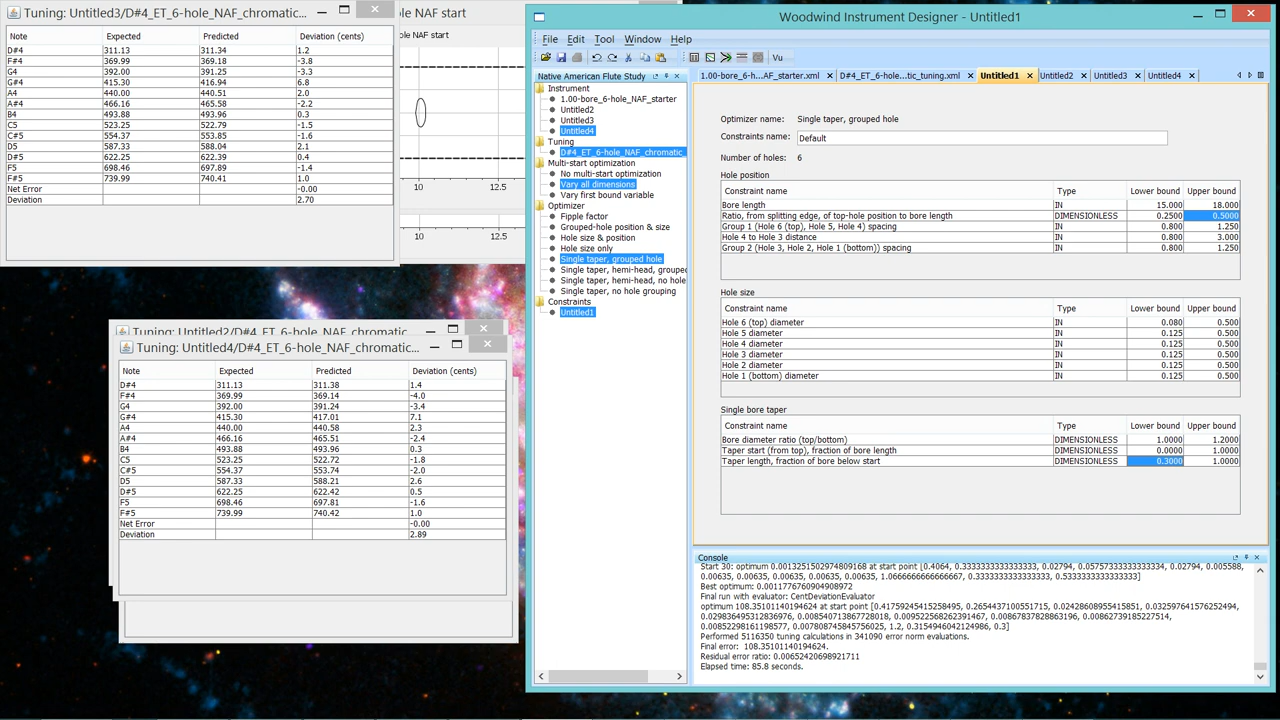 Tuning: Untitled3/D#4_ET_6-hole_NAF_chromatic...
Note Expected Predicted Deviation (cents)
D#4 311.13 311.34 1.2
F#4 369.99 369.18 -3.8
G4 392.00 391.25 -3.3
G#4 415.30 416.94 6.8
A4 440.00 440.51 2.0
A#4 466.16 465.58 -2.2
B4 493.88 493.96 0.3
C5 523.25 522.79 -1.5
C#5 554.37 553.85 -1.6
D5 587.33 588.04 2.1
D#5 622.25 622.39 0.4
F5 698.46 697.89 -1.4
F#5 739.99 740.41 1.0
Net Error -0.00
Deviation 2.70
ole NAF start
ole NAF start
10 12.5
10 12.5
Tuning: Untitled2/D#4_ET_6-hole_NAF_chromatic...
Tuning: Untitled4/D#4_ET_6-hole_NAF_chromatic...
Note Expected Predicted Deviation (cents)
D#4 311.13 311.38 1.4
F#4 369.99 369.14 -4.0
G4 392.00 391.24 -3.4
G#4 415.30 417.01 7.1
A4 440.00 440.58 2.3
A#4 466.16 465.51 -2.4
B4 493.88 493.96 0.3
C5 523.25 522.72 -1.8
C#5 554.37 553.74 -2.0
D5 587.33 588.21 2.6
D#5 622.25 622.42 0.5
F5 698.46 697.81 -1.6
F#5 739.99 740.42 1.0
Net Error -0.00
Deviation 2.89
Woodwind Instrument Designer - Untitled1
File Edit Tool Window Help
Vu
Native American Flute Study
Instrument
1.00-bore_6-hole_NAF_starter
Untitled2
Untitled3
Untitled4
Tuning
D#4_ET_6-hole_NAF_chromatic_
Multi-start optimization
No multi-start optimization
Vary all dimensions
Vary first bound variable
Optimizer
Fipple factor
Grouped-hole position & size
Hole size & position
Hole size only
Single taper, grouped hole
Single taper, hemi-head, grouped
Single taper, hemi-head, no hole
Single taper, no hole grouping
Constraints
Untitled1
1.00-bore_6-h...AF_starter.xml D#4_ET_6-hole...tic_tuning.xml Untitled1 Untitled2 Untitled3 Untitled4
Optimizer name: Single taper, grouped hole
Constraints name: Default
Number of holes: 6
Hole position
Constraint name Type Lower bound Upper bound
Bore length IN 15.000 18.000
Ratio, from splitting edge, of top-hole position to bore length DIMENSIONLESS 0.2500 0.5000
Group 1 (Hole 6 (top), Hole 5, Hole 4) spacing IN 0.800 1.250
Hole 4 to Hole 3 distance IN 0.800 3.000
Group 2 (Hole 3, Hole 2, Hole 1 (bottom)) spacing IN 0.800 1.250
Hole size
Constraint name Type Lower bound Upper bound
Hole 6 (top) diameter IN 0.080 0.500
Hole 5 diameter IN 0.125 0.500
Hole 4 diameter IN 0.125 0.500
Hole 3 diameter IN 0.125 0.500
Hole 2 diameter IN 0.125 0.500
Hole 1 (bottom) diameter IN 0.125 0.500
Single bore taper
Constraint name Type Lower bound Upper bound
Bore diameter ratio (top/bottom) DIMENSIONLESS 1.0000 1.2000
Taper start (from top), fraction of bore length DIMENSIONLESS 0.0000 1.0000
Taper length, fraction of bore below start DIMENSIONLESS 0.3000 1.0000
Console
Start 30: optimum 0.0013251502974809168 at start point [0.4064, 0.3333333333333333, 0.02794, 0.0575733333333334, 0.02794, 0.005588,
0.00635, 0.00635, 0.00635, 0.00635, 0.00635, 1.0666666666666667, 0.3333333333333333, 0.5333333333333333]
Best optimum: 0.0011776760904908972
Final run with evaluator: CentDeviationEvaluator
optimum 108.35101140194624 at start point [0.41759245415258495, 0.2654437100551715, 0.02428608955415851, 0.032597641576252494,
0.029836495312836976, 0.008540713867728018, 0.009522568262391467, 0.00867837828863196, 0.00862739185227514,
0.00852298161198577, 0.007808745845756025, 1.2, 0.3154946042124986, 0.3]
Performed 5116350 tuning calculations in 341090 error norm evaluations.
Final error: 108.35101140194624.
Residual error ratio: 0.00652420698921711
Elapsed time: 85.8 seconds.